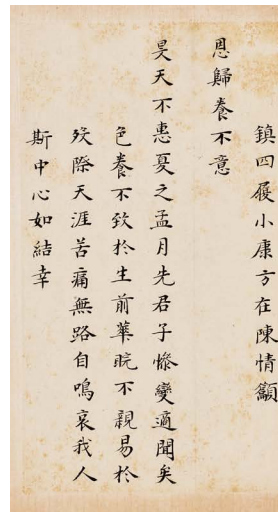 鎮四履小康方在陳情籲
恩歸養不意
昊天不惠夏之孟月先君子慘變適聞矣
色養不致於生前華睆不親易於
歿際天涯苦痛無路自鳴哀我人
斯中心如結幸